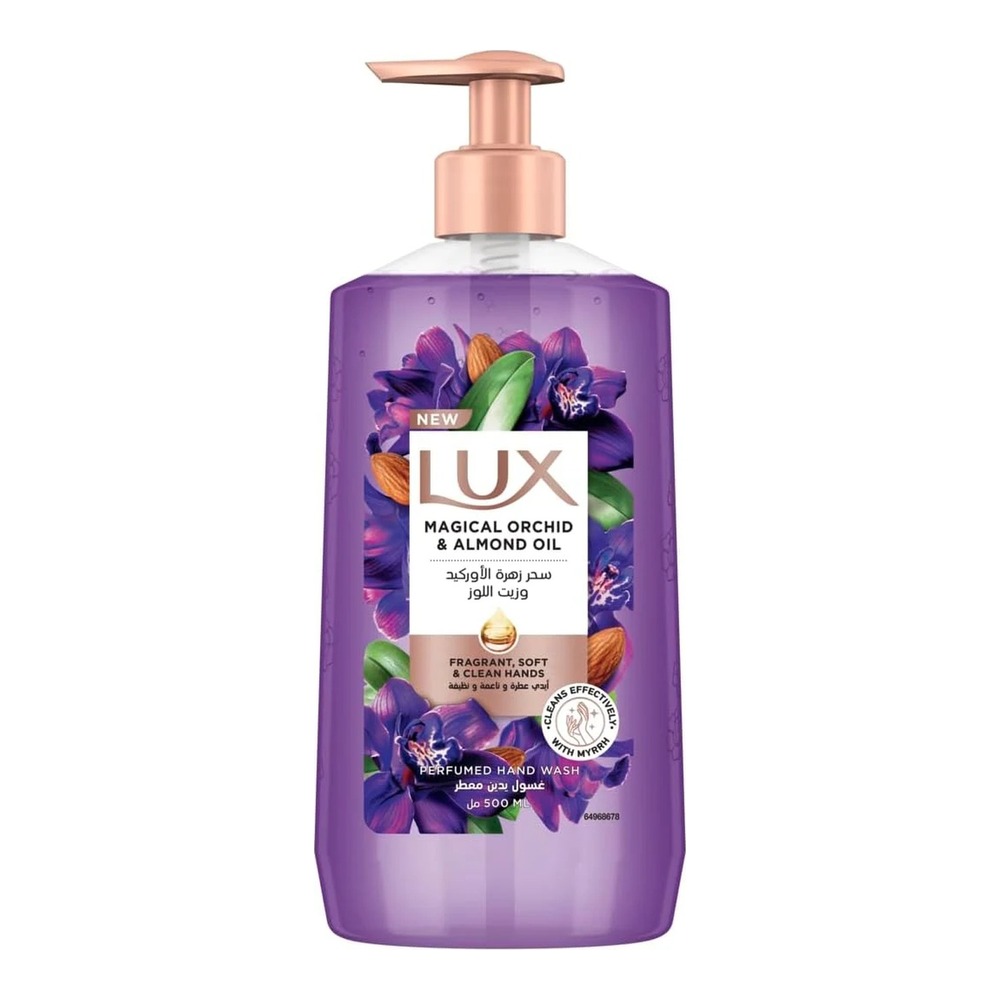 NEW
LUX
MAGICAL ORCHID
& ALMOND OIL
سحر زهرة الأوركيد
وزيت اللوز
FRAGRANT, SOFT
& CLEAN HANDS
أيدي عطرة و ناعمة و نظيفة
•CLEANS EFFECTIVELY•
WITH MYRRH
PERFUMED HAND WASH
غسول يدين معطر
500 ML مل
64968678